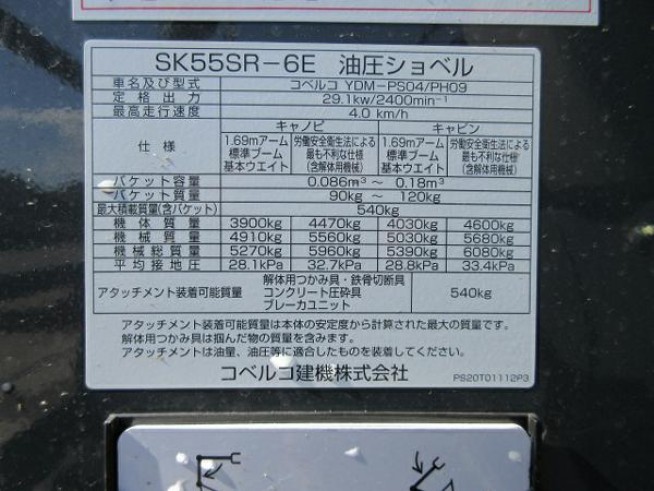 SK55SR-6E 油圧ショベル
車名及び型式 コベルコ YDM-PS04/PH09
定格出力 29.1kw/2400min⁻¹
最高走行速度 4.0 km/h
仕様 キャノピ キャビン
1.69mアーム 標準ブーム 基本ウエイト 労働安全衛生法による 最も不利な仕様 (含解体用機械) 1.69mアーム 標準ブーム 基本ウエイト 労働安全衛生法による 最も不利な仕様 (含解体用機械)
バケット容量 0.086m³ ～ 0.18m³
バケット質量 90kg ～ 120kg
最大積載質量(含バケット) 540kg
機体質量 3900kg 4470kg 4030kg 4600kg
機械質量 4910kg 5560kg 5030kg 5680kg
機械総質量 5270kg 5960kg 5390kg 6080kg
平均接地圧 28.1kPa 32.7kPa 28.8kPa 33.4kPa
アタッチメント装着可能質量 解体用つかみ具・鉄骨切断具 コンクリート圧砕具 ブレーカユニット 540kg
アタッチメント装着可能質量は本体の安定度から計算された最大の質量です。
解体用つかみ具は掴んだ物の質量を含みます。
アタッチメントは油量、油圧等に適合したものを装着してください。
コベルコ建機株式会社 PS20T01112P3